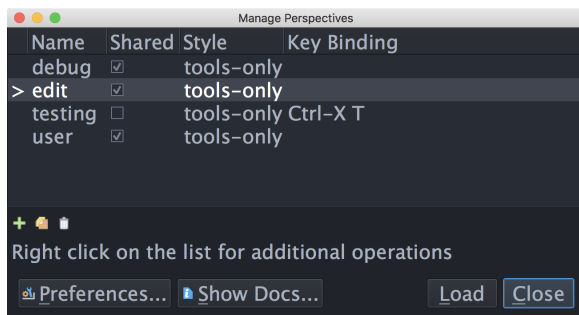 Manage Perspectives
Name Shared Style Key Binding
debug tools-only
> edit tools-only
testing tools-only Ctrl-X T
user tools-only
Right click on the list for additional operations
Preferences... Show Docs... Load Close